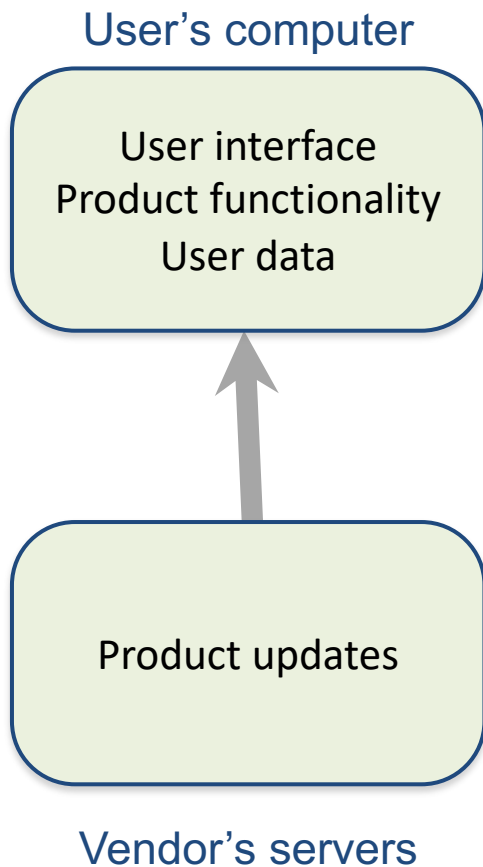 User’s computer
User interface
Product functionality
User data
Product updates
Vendor’s servers